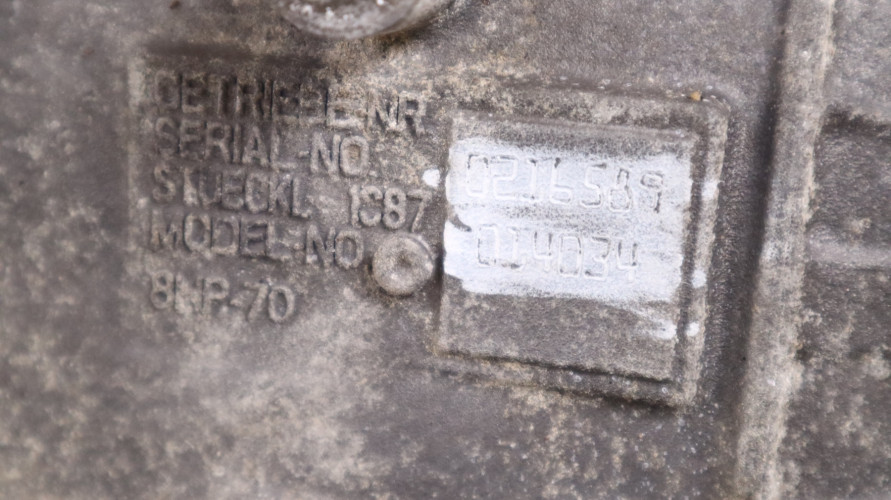 GETRIEBE-NR
SERIAL-NO.
0216589
STUECKL 1087
MODEL-NO.
014034
8HP-70